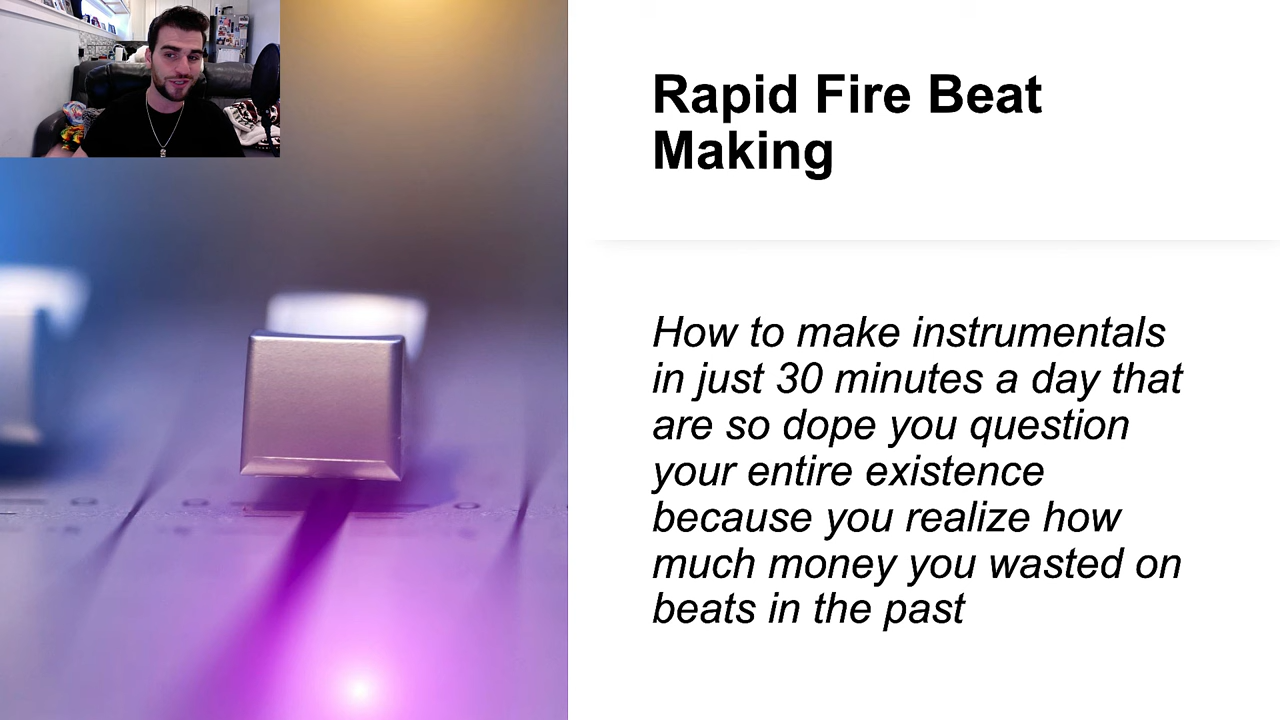 Rapid Fire Beat
Making
How to make instrumentals
in just 30 minutes a day that
are so dope you question
your entire existence
because you realize how
much money you wasted on
beats in the past